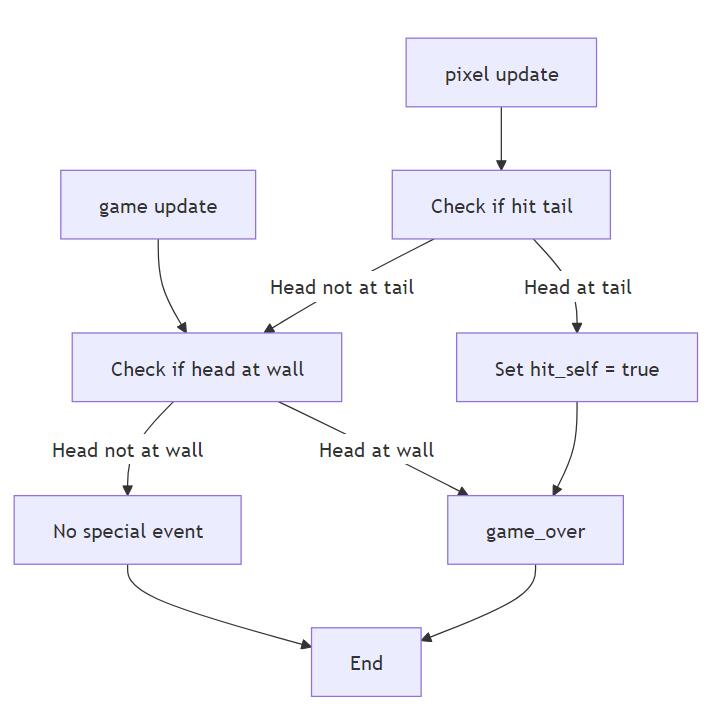 pixel update
game update
Check if hit tail
Head not at tail
Head at tail
Check if head at wall
Set hit_self = true
Head not at wall
Head at wall
No special event
game_over
End